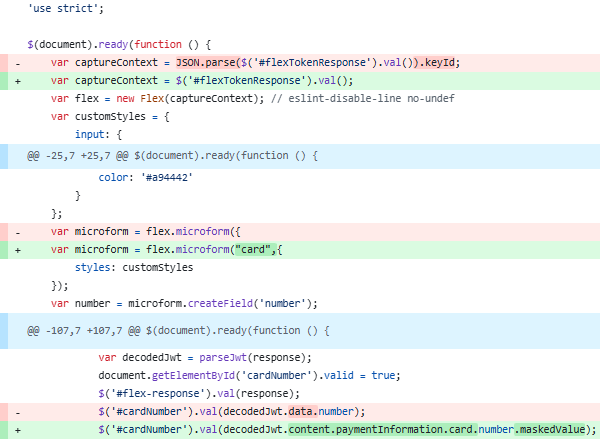 'use strict';
$(document).ready(function () {
- var captureContext = JSON.parse($('#flexTokenResponse').val()).keyId;
+ var captureContext = $('#flexTokenResponse').val();
var flex = new Flex(captureContext); // eslint-disable-line no-undef
var customStyles = {
input: {
@@ -25,7 +25,7 @@ $(document).ready(function () {
color: '#a94442'
}
};
- var microform = flex.microform({
+ var microform = flex.microform("card",{
styles: customStyles
});
var number = microform.createField('number');
@@ -107,7 +107,7 @@ $(document).ready(function () {
var decodedJwt = parseJwt(response);
document.getElementById('cardNumber').valid = true;
$('#flex-response').val(response);
- $('#cardNumber').val(decodedJwt.data.number);
+ $('#cardNumber').val(decodedJwt.content.paymentInformation.card.number.maskedValue);